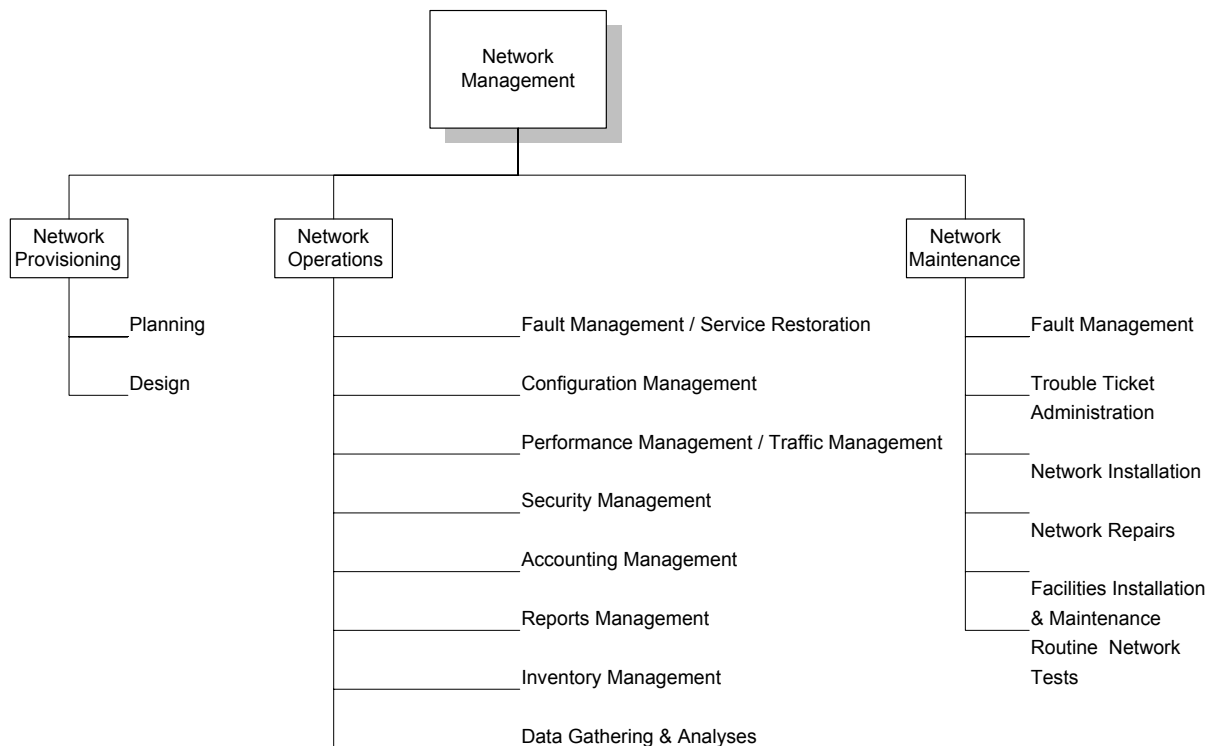 Network
Management
Network
Provisioning
Planning
Design
Network
Operations
Fault Management / Service Restoration
Configuration Management
Performance Management / Traffic Management
Security Management
Accounting Management
Reports Management
Inventory Management
Data Gathering & Analyses
Network
Maintenance
Fault Management
Trouble Ticket
Administration
Network Installation
Network Repairs
Facilities Installation
& Maintenance
Routine Network
Tests